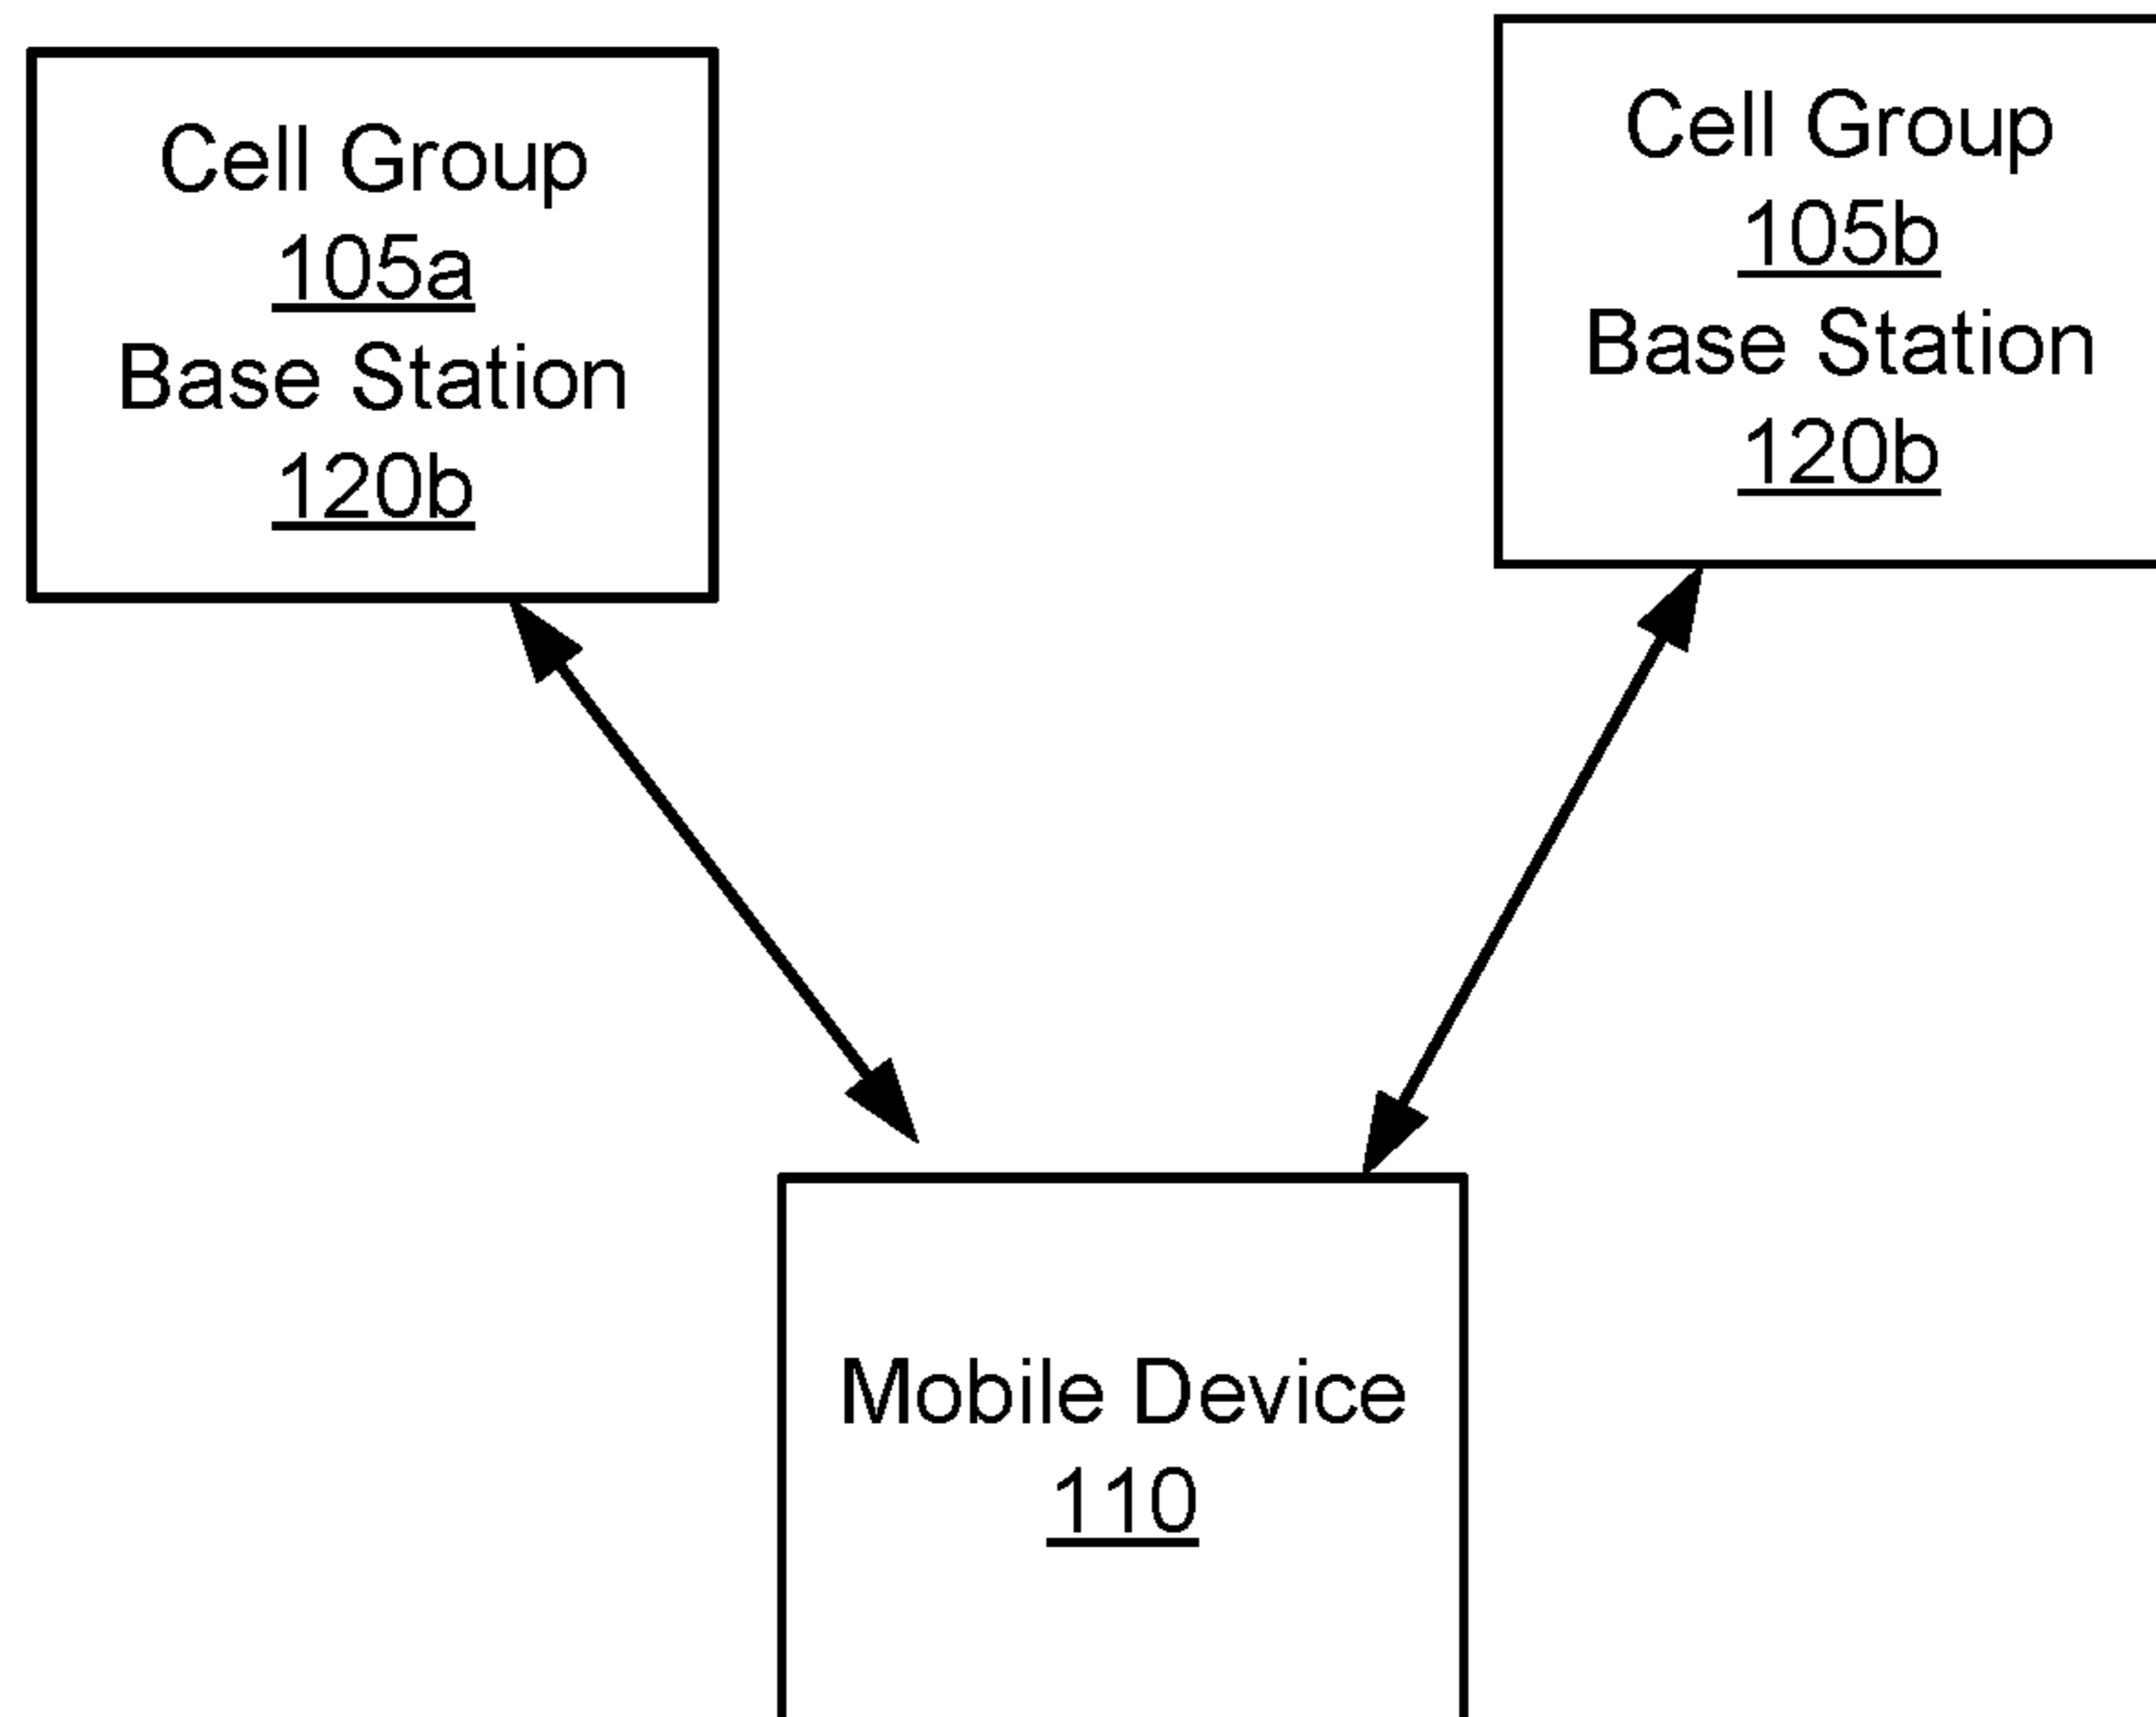 Cell Group
105a
Base Station
120b
Cell Group
105b
Base Station
120b
Mobile Device
110